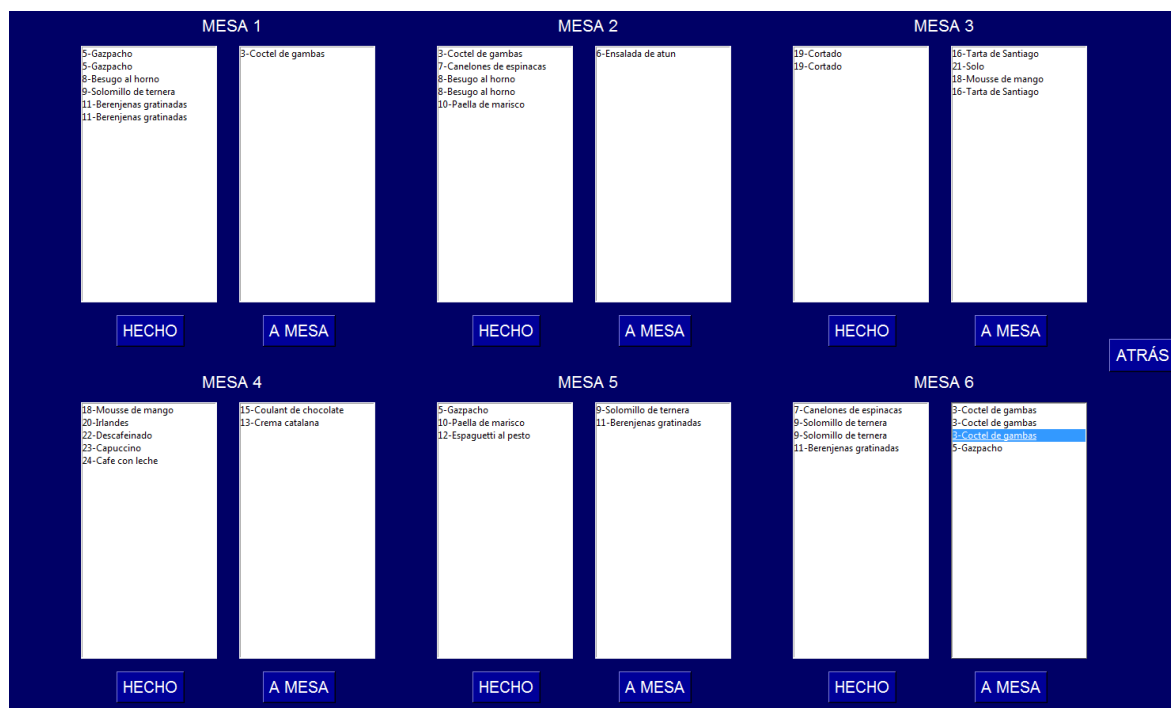 MESA 1
5-Gazpacho
5-Gazpacho
8-Besugo al horno
9-Solomillo de ternera
11-Berenjenas gratinadas
11-Berenjenas gratinadas
3-Coctel de gambas
HECHO
A MESA
MESA 2
3-Coctel de gambas
7-Canelones de espinacas
8-Besugo al horno
8-Besugo al horno
10-Paella de marisco
6-Ensalada de atun
HECHO
A MESA
MESA 3
19-Cortado
19-Cortado
16-Tarta de Santiago
21-Solo
18-Mousse de mango
16-Tarta de Santiago
HECHO
A MESA
ATRÁS
MESA 4
18-Mousse de mango
20-Irlandes
22-Descafeinado
23-Capuccino
24-Cafe con leche
15-Coulant de chocolate
13-Crema catalana
HECHO
A MESA
MESA 5
5-Gazpacho
10-Paella de marisco
12-Espaguetti al pesto
9-Solomillo de ternera
11-Berenjenas gratinadas
HECHO
A MESA
MESA 6
7-Canelones de espinacas
9-Solomillo de ternera
9-Solomillo de ternera
11-Berenjenas gratinadas
3-Coctel de gambas
3-Coctel de gambas
3-Coctel de gambas
5-Gazpacho
HECHO
A MESA